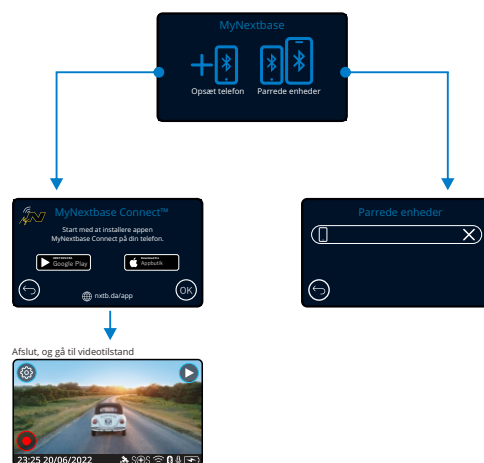 MyNextbase
Opsæt telefon
Parrede enheder
MyNextbase Connect™
Start med at installere appen
MyNextbase Connect på din telefon.
Google Play
Appbutik
nxtb.da/app
OK
Parrede enheder
Afslut, og gå til videotilstand
23:25 20/06/2022
SOS